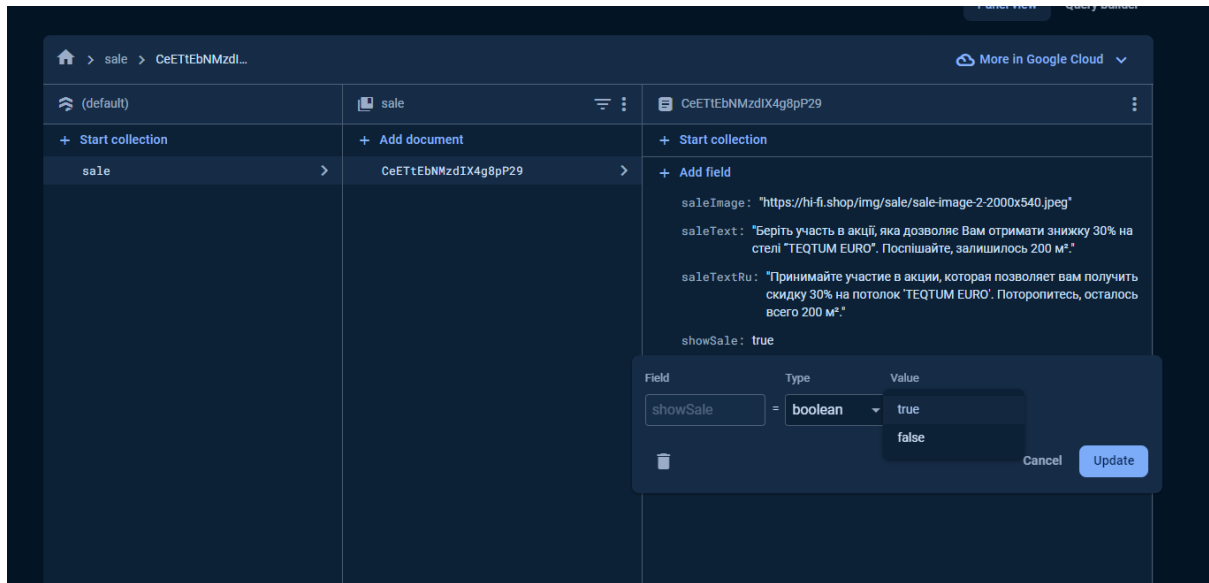 Panel view Query builder
sale CeETtEbNMzdI… More in Google Cloud
(default)
+ Start collection
sale
sale
+ Add document
CeETtEbNMzdIX4g8pP29
CeETtEbNMzdIX4g8pP29
+ Start collection
+ Add field
saleImage: "https://hi-fi.shop/img/sale/sale-image-2-2000x540.jpeg"
saleText: "Беріть участь в акції, яка дозволяє Вам отримати знижку 30% на
стелі “TEQTUM EURO”. Поспішайте, залишилось 200 м²."
saleTextRu: "Принимайте участие в акции, которая позволяет вам получить
скидку 30% на потолок 'TEQTUM EURO'. Поторопитесь, осталось
всего 200 м²."
showSale: true
Field Type Value
showSale = boolean true
false
Cancel Update